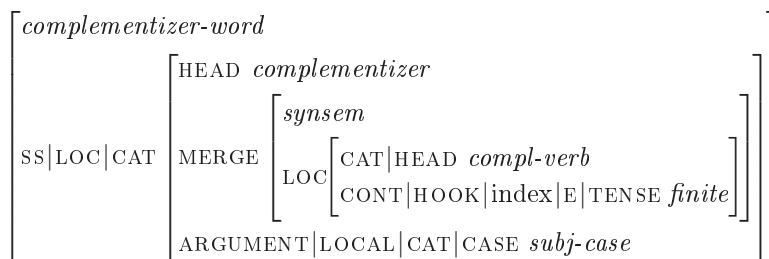 complementizer-word
HEAD complementizer
synsem
SS|LOC|CAT MERGE LOC CAT|HEAD compl-verb
CONT|HOOK|index|E|TENSE finite
ARGUMENT|LOCAL|CAT|CASE subj-case